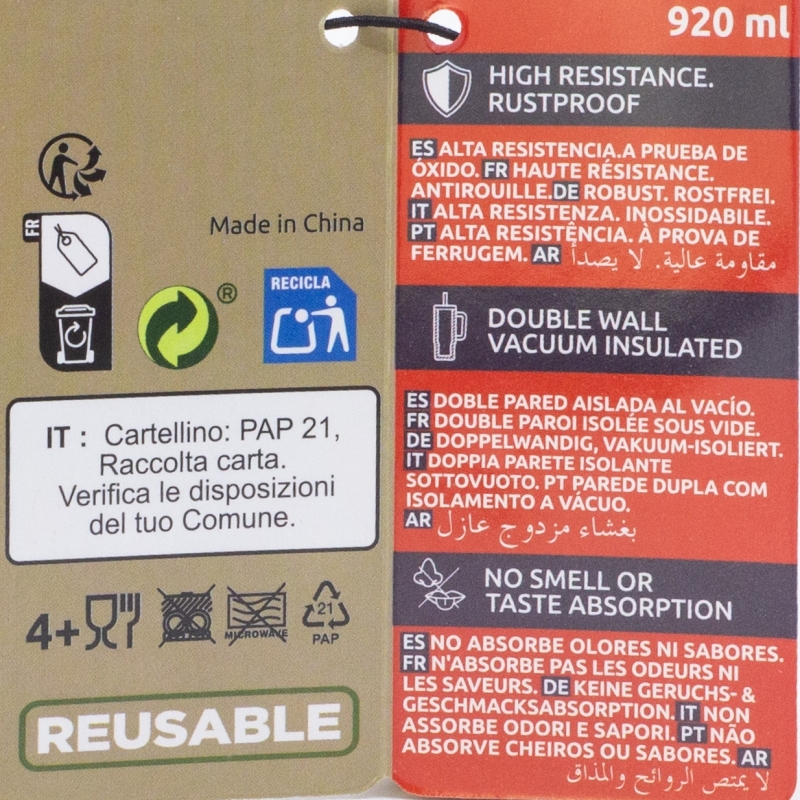 FR
Made in China
®
RECICLA
IT : Cartellino: PAP 21,
Raccolta carta.
Verifica le disposizioni
del tuo Comune.
4+
MICROWAVE
21
PAP
REUSABLE
920 ml
HIGH RESISTANCE.
RUSTPROOF
ES ALTA RESISTENCIA.A PRUEBA DE
ÓXIDO. FR HAUTE RÉSISTANCE.
ANTIROUILLE.DE ROBUST. ROSTFREI.
IT ALTA RESISTENZA. INOSSIDABILE.
PT ALTA RESISTÊNCIA. À PROVA DE
FERRUGEM. AR مقاومة عالية. لا يصدأ
DOUBLE WALL
VACUUM INSULATED
ES DOBLE PARED AISLADA AL VACÍO.
FR DOUBLE PAROI ISOLÉE SOUS VIDE.
DE DOPPELWANDIG, VAKUUM-ISOLIERT.
IT DOPPIA PARETE ISOLANTE
SOTTOVUOTO. PT PAREDE DUPLA COM
ISOLAMENTO A VÁCUO.
AR بغشاء مزدوج عازل
NO SMELL OR
TASTE ABSORPTION
ES NO ABSORBE OLORES NI SABORES.
FR N'ABSORBE PAS LES ODEURS NI
LES SAVEURS. DE KEINE GERUCHS- &
GESCHMACKSABSORPTION. IT NON
ASSORBE ODORI E SAPORI. PT NÃO
ABSORVE CHEIROS OU SABORES. AR
لا يمتص الروائح والمذاق